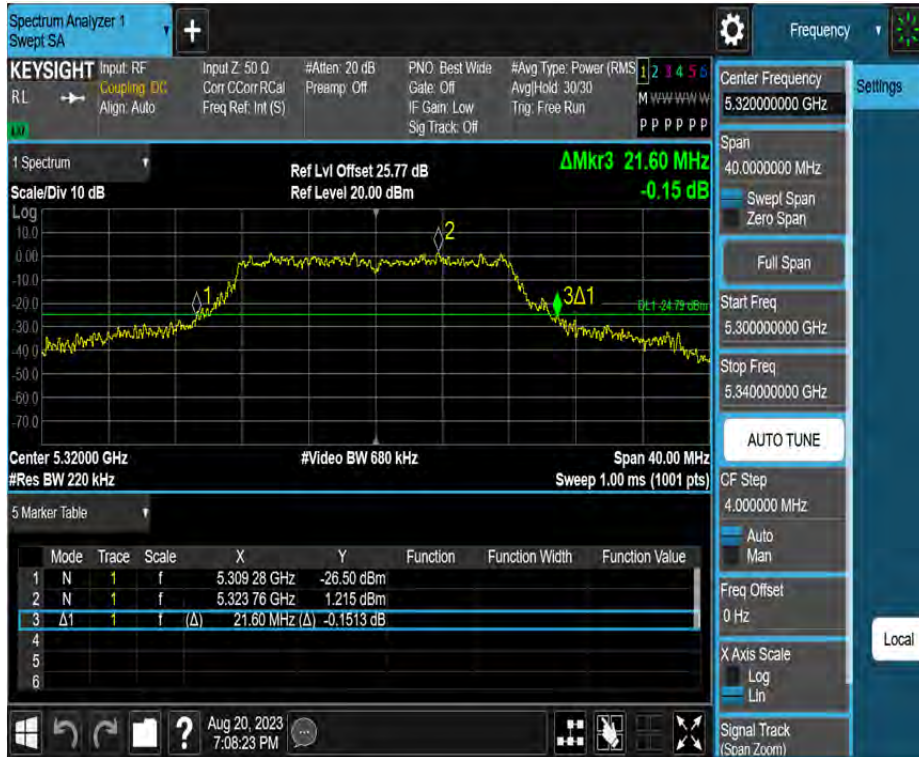 Spectrum Analyzer 1
Swept SA
Frequency
KEYSIGHT
RL
Input: RF
Coupling: DC
Align: Auto
Input Z: 50 Ω
Corr CCorr RCal
Freq Ref: Int (S)
#Atten: 20 dB
Preamp: Off
PNO: Best Wide
Gate: Off
IF Gain: Low
Sig Track: Off
#Avg Type: Power (RMS
Avg|Hold: 30/30
Trig: Free Run
1 2 3 4 5 6
M W W W W W
P P P P P P
1 Spectrum
Scale/Div 10 dB
Ref Lvl Offset 25.77 dB
Ref Level 20.00 dBm
ΔMkr3 21.60 MHz
-0.15 dB
Log
10.0
0.00
-10.0
-20.0
-30.0
-40.0
-50.0
-60.0
-70.0
1
2
3Δ1
DL1 -24.79 dBm
Center 5.32000 GHz
#Res BW 220 kHz
#Video BW 680 kHz
Span 40.00 MHz
Sweep 1.00 ms (1001 pts)
5 Marker Table
Mode Trace Scale X Y Function Function Width Function Value
1 N 1 f 5.309 28 GHz -26.50 dBm
2 N 1 f 5.323 76 GHz 1.215 dBm
3 Δ1 1 f (Δ) 21.60 MHz (Δ) -0.1513 dB
4
5
6
Aug 20, 2023
7:08:23 PM
Center Frequency
5.320000000 GHz
Settings
Span
40.0000000 MHz
Swept Span
Zero Span
Full Span
Start Freq
5.300000000 GHz
Stop Freq
5.340000000 GHz
AUTO TUNE
CF Step
4.000000 MHz
Auto
Man
Freq Offset
0 Hz
X Axis Scale
Log
Lin
Local
Signal Track
(Span Zoom)